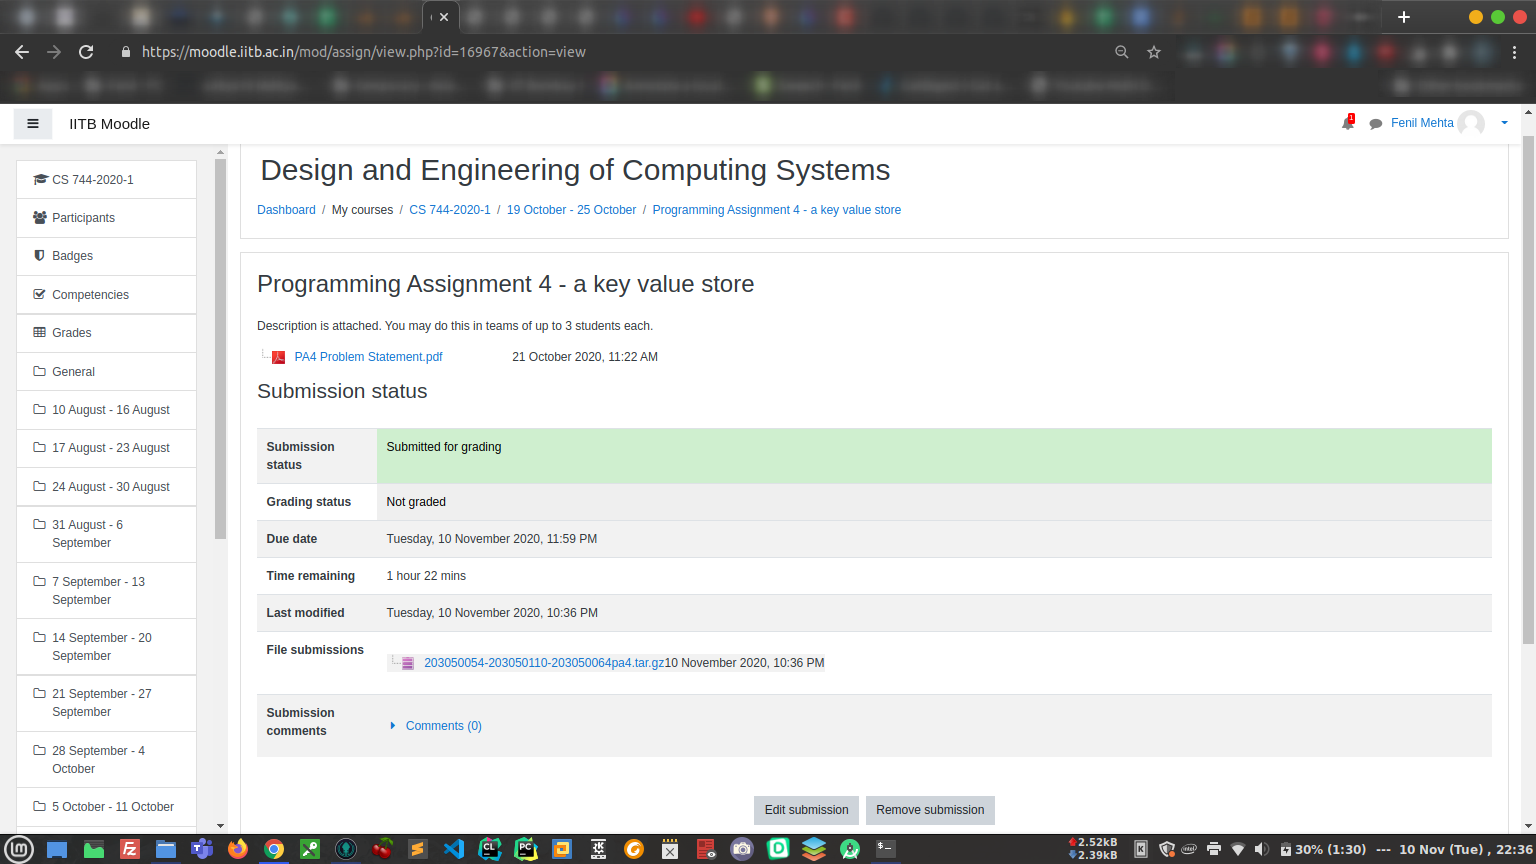 https://moodle.iitb.ac.in/mod/assign/view.php?id=16967&action=view
IITB Moodle
1
Fenil Mehta
CS 744-2020-1
Participants
Badges
Competencies
Grades
General
10 August - 16 August
17 August - 23 August
24 August - 30 August
31 August - 6
September
7 September - 13
September
14 September - 20
September
21 September - 27
September
28 September - 4
October
5 October - 11 October
Design and Engineering of Computing Systems
Dashboard / My courses / CS 744-2020-1 / 19 October - 25 October / Programming Assignment 4 - a key value store
Programming Assignment 4 - a key value store
Description is attached. You may do this in teams of up to 3 students each.
PA4 Problem Statement.pdf 21 October 2020, 11:22 AM
Submission status
Submission
status
Submitted for grading
Grading status Not graded
Due date Tuesday, 10 November 2020, 11:59 PM
Time remaining 1 hour 22 mins
Last modified Tuesday, 10 November 2020, 10:36 PM
File submissions
203050054-203050110-203050064pa4.tar.gz10 November 2020, 10:36 PM
Submission
comments
Comments (0)
Edit submission Remove submission
2.52kB
2.39kB
30% (1:30) --- 10 Nov (Tue) , 22:36